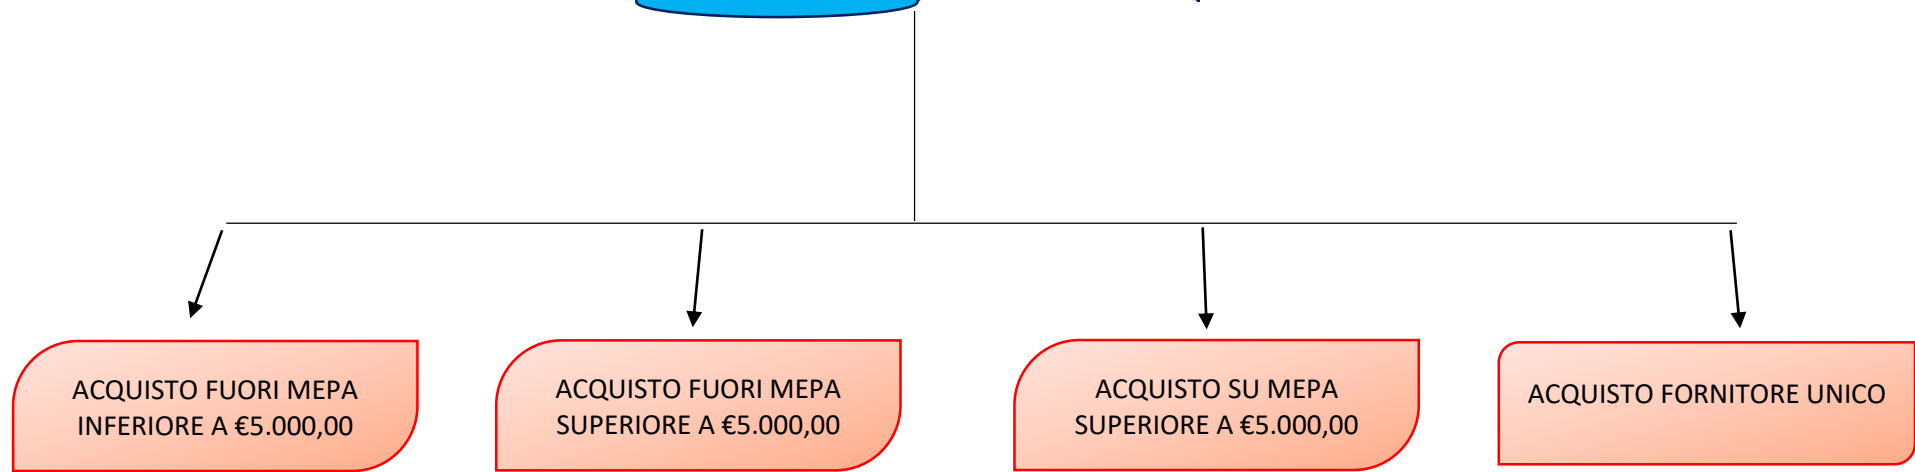 ACQUISTO FUORI MEPA
INFERIORE A €5.000,00
ACQUISTO FUORI MEPA
SUPERIORE A €5.000,00
ACQUISTO SU MEPA
SUPERIORE A €5.000,00
ACQUISTO FORNITORE UNICO